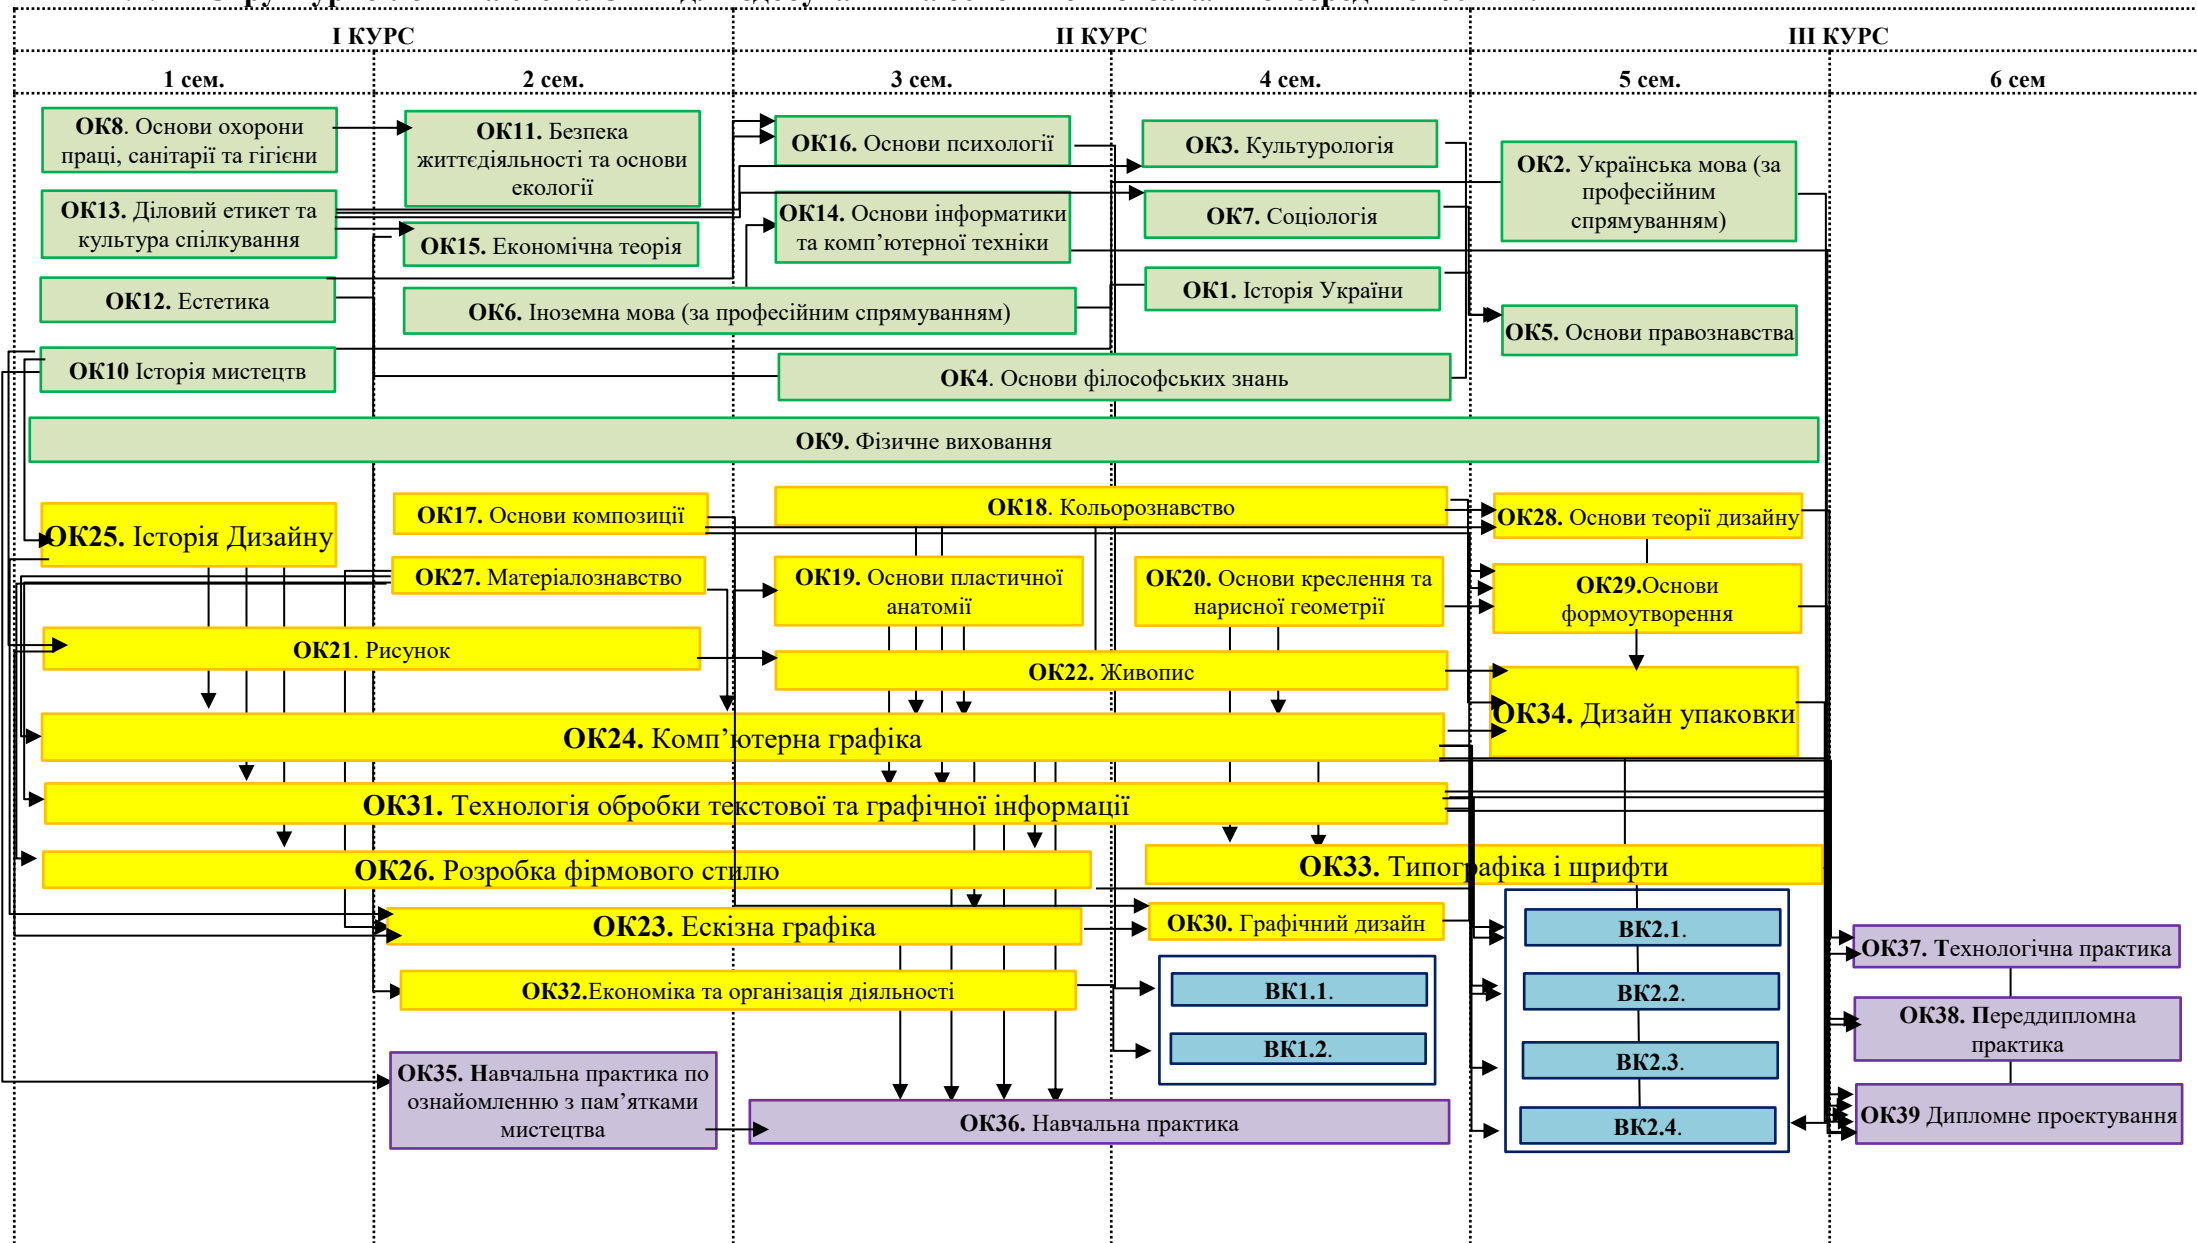 І КУРС
ІІ КУРС
ІІІ КУРС
1 сем.
2 сем.
3 сем.
4 сем.
5 сем.
6 сем
ОК8. Основи охорони
праці, санітарії та гігієни
ОК11. Безпека
життєдіяльності та основи
екології
ОК16. Основи психології
ОК3. Культурологія
ОК2. Українська мова (за
професійним
спрямуванням)
ОК13. Діловий етикет та
культура спілкування
ОК15. Економічна теорія
ОК14. Основи інформатики
та комп’ютерної техніки
ОК7. Соціологія
ОК12. Естетика
ОК6. Іноземна мова (за професійним спрямуванням)
ОК1. Історія України
ОК5. Основи правознавства
ОК10 Історія мистецтв
ОК4. Основи філософських знань
ОК9. Фізичне виховання
ОК25. Історія Дизайну
ОК17. Основи композиції
ОК18. Кольорознавство
ОК28. Основи теорії дизайну
ОК27. Матеріалознавство
ОК19. Основи пластичної
анатомії
ОК20. Основи креслення та
нарисної геометрії
ОК29.Основи
формоутворення
ОК21. Рисунок
ОК22. Живопис
ОК34. Дизайн упаковки
ОК24. Комп’ютерна графіка
ОК31. Технологія обробки текстової та графічної інформації
ОК26. Розробка фірмового стилю
ОК33. Типографіка і шрифти
ОК23. Ескізна графіка
ОК30. Графічний дизайн
ВК2.1.
ОК37. Технологічна практика
ОК32.Економіка та організація діяльності
ВК1.1.
ВК2.2.
ОК38. Переддипломна
практика
ВК1.2.
ВК2.3.
ОК35. Навчальна практика по
ознайомленню з пам’ятками
мистецтва
ОК36. Навчальна практика
ВК2.4.
ОК39 Дипломне проектування